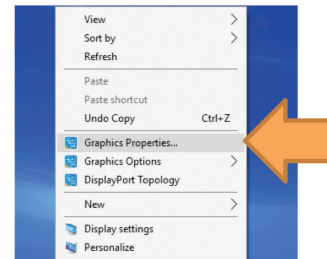 View
Sort by
Refresh
Paste
Paste shortcut
Undo Copy Ctrl+Z
Graphics Properties...
Graphics Options
DisplayPort Topology
New
Display settings
Personalize